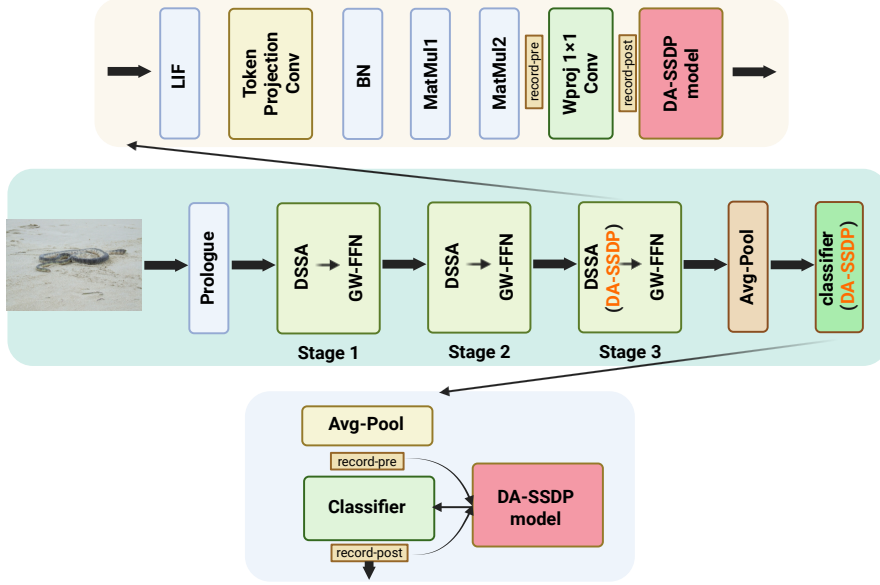 LIF
Token
Projection
Conv
BN
MatMul1
MatMul2
record-pre
Wproj 1×1
Conv
record-post
DA-SSDP
model
Prologue
DSSA
GW-FFN
Stage 1
DSSA
GW-FFN
Stage 2
DSSA
(DA-SSDP)
GW-FFN
Stage 3
Avg-Pool
classifier
(DA-SSDP)
Avg-Pool
record-pre
Classifier
DA-SSDP
model
record-post